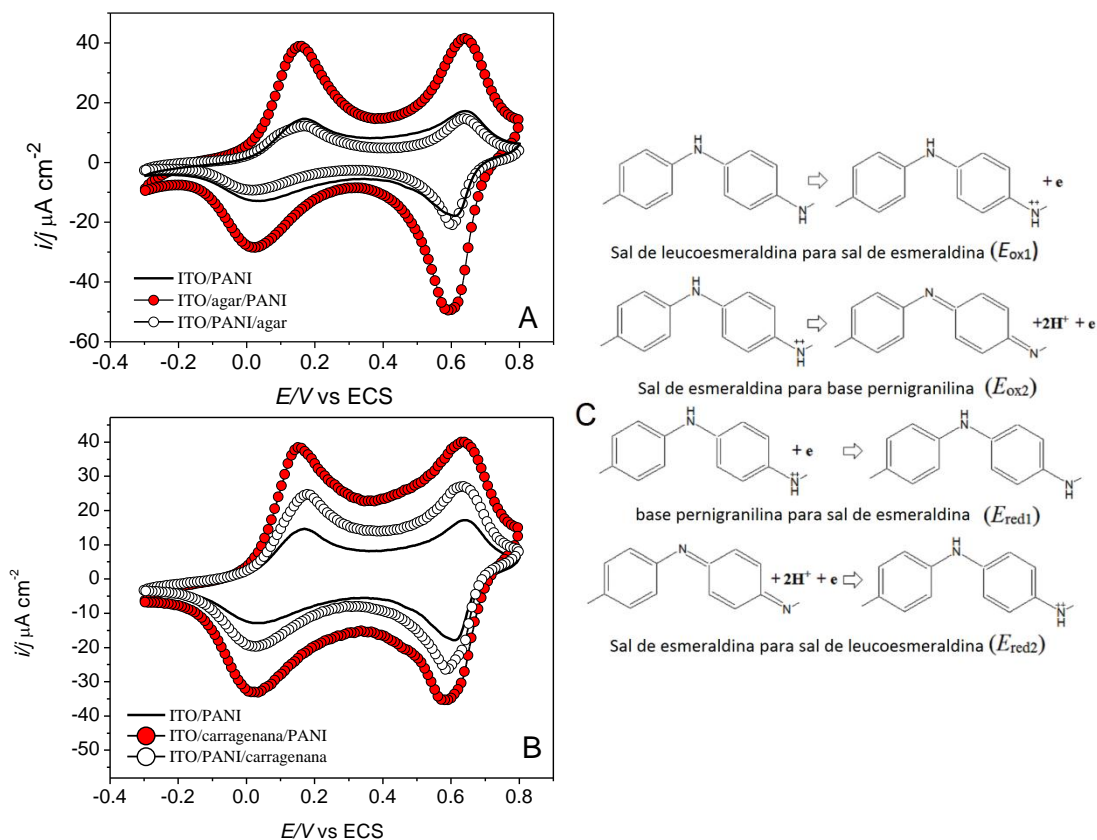 40
20
0
-20
-40
-60
i/j µA cm-2
ITO/PANI
ITO/agar/PANI
ITO/PANI/agar
A
-0.4 -0.2 0.0 0.2 0.4 0.6 0.8
E/V vs ECS
40
30
20
10
0
10
-20
-30
-40
-50
i/j µA cm-2
ITO/PANI
ITO/carragenana/PANI
ITO/PANI/carragenana
B
-0.4 -0.2 0.0 0.2 0.4 0.6 0.8
E/V vs ECS
C
H
N
N
H
++
H
N
N
H
++
+ e
Sal de leucoesmeraldina para sal de esmeraldina (Eox1)
H
N
N
H
++
N
N
+2H+ + e
Sal de esmeraldina para base pernigranilina (Eox2)
H
N
N
H
++
+ e
H
N
N
H
base pernigranilina para sal de esmeraldina (Ered1)
N
N
+ 2H+ + e
H
N
N
H
++
Sal de esmeraldina para sal de leucoesmeraldina (Ered2)